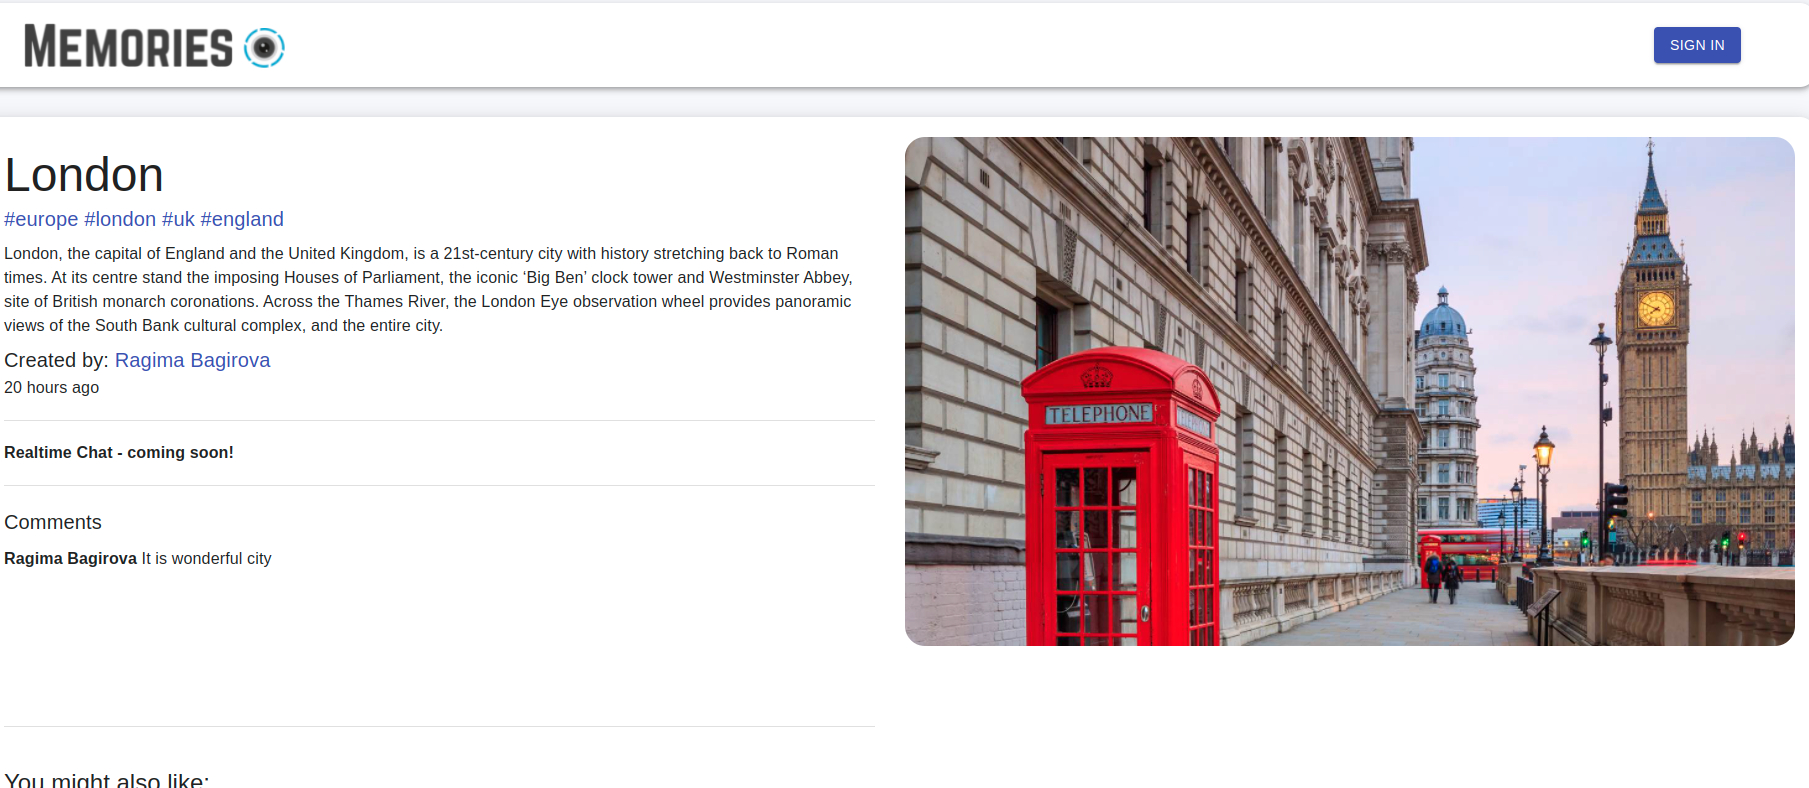 MEMORIES
SIGN IN
London
#europe #london #uk #england
London, the capital of England and the United Kingdom, is a 21st-century city with history stretching back to Roman
times. At its centre stand the imposing Houses of Parliament, the iconic ‘Big Ben’ clock tower and Westminster Abbey,
site of British monarch coronations. Across the Thames River, the London Eye observation wheel provides panoramic
views of the South Bank cultural complex, and the entire city.
Created by: Ragima Bagirova
20 hours ago
Realtime Chat - coming soon!
Comments
Ragima Bagirova It is wonderful city
You might also like:
TELEPHONE